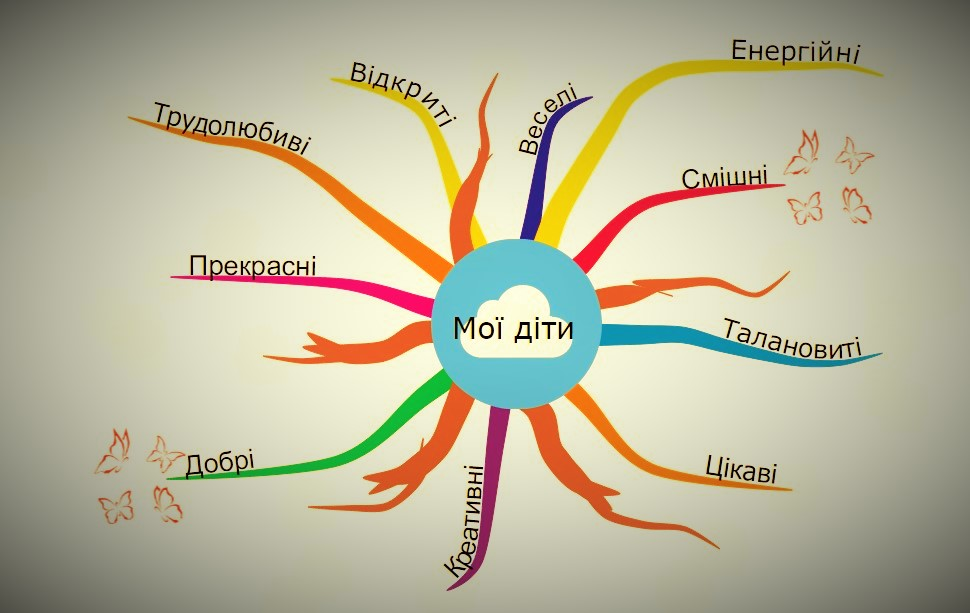 Енергійні
Відкриті
Веселі
Трудолюбиві
Смішні
Прекрасні
Мої діти
Талановиті
Добрі
Цікаві
Креативні